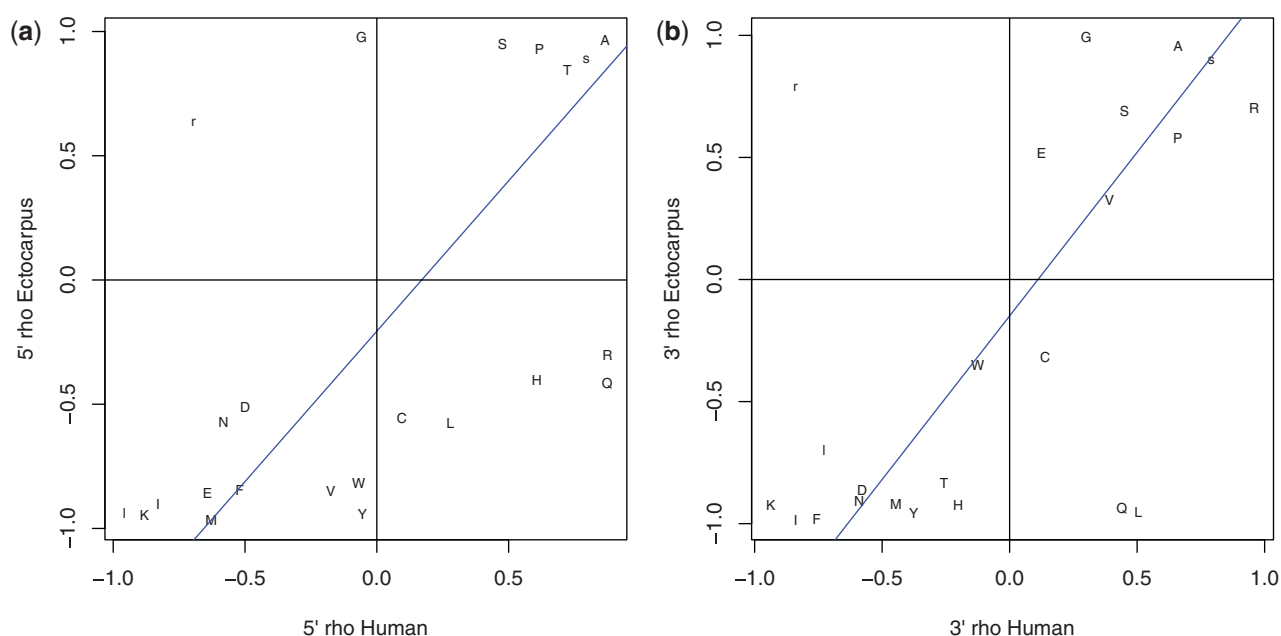 (a)
1.0
0.5
0.0
−0.5
−1.0
5' rho Ectocarpus
G
S
P
A
s
T
r
R
H
Q
D
N
C
L
I
K
I
E
F
M
V
W
Y
−1.0 −0.5 0.0 0.5
5' rho Human
(b)
1.0
0.5
0.0
−0.5
−1.0
3' rho Ectocarpus
G
A
s
r
S
R
P
E
V
W
C
I
K
D
N
I
F
M
Y
T
H
Q
L
−1.0 −0.5 0.0 0.5 1.0
3' rho Human